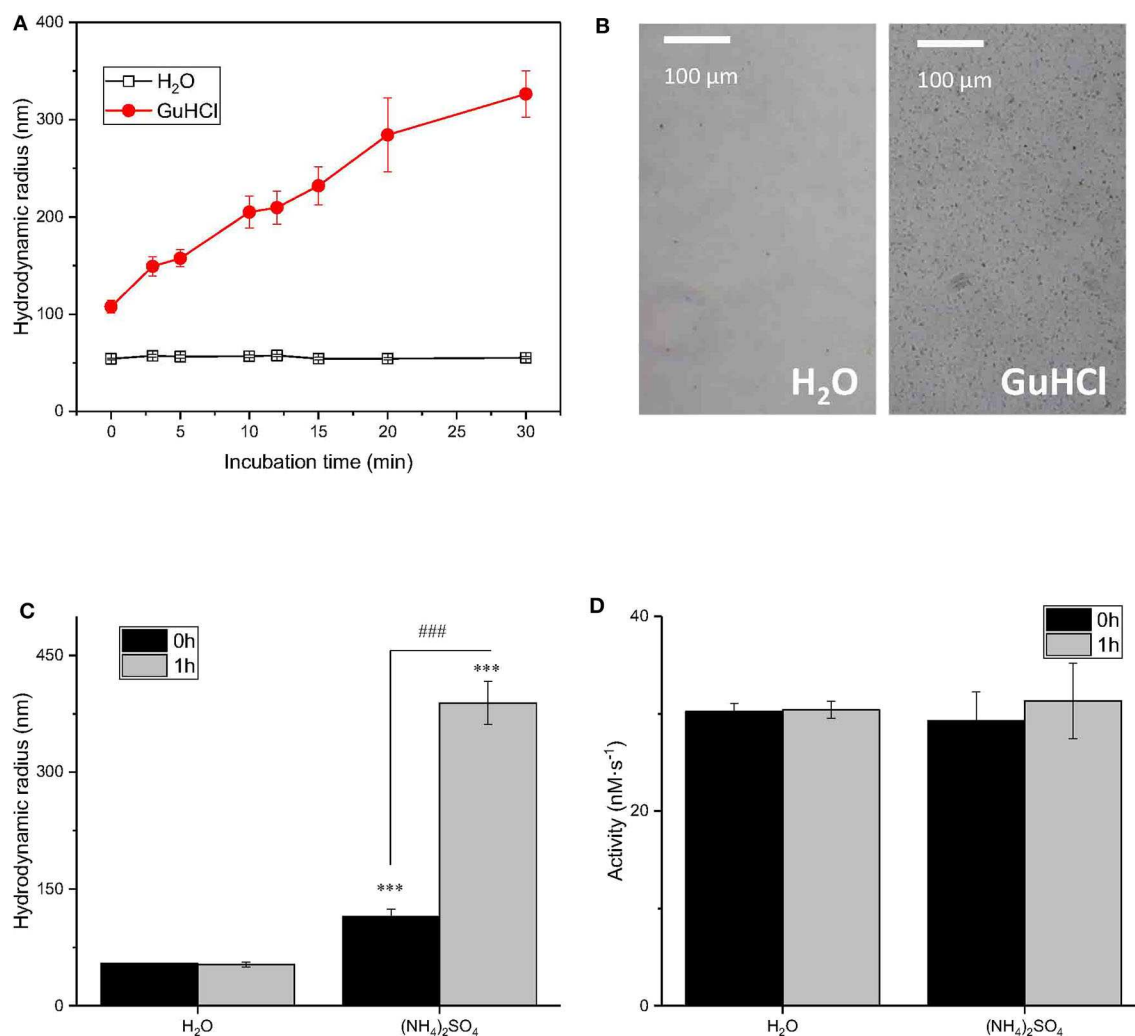 A
400
300
200
100
0
Hydrodynamic radius (nm)
H₂O
GuHCl
0 5 10 15 20 25 30
Incubation time (min)
B
100 µm
100 µm
H₂O
GuHCl
C
450
300
150
0
Hydrodynamic radius (nm)
0h
1h
###
***
***
H₂O (NH₄)₂SO₄
D
40
20
0
Activity (nM·s⁻¹)
0h
1h
H₂O (NH₄)₂SO₄